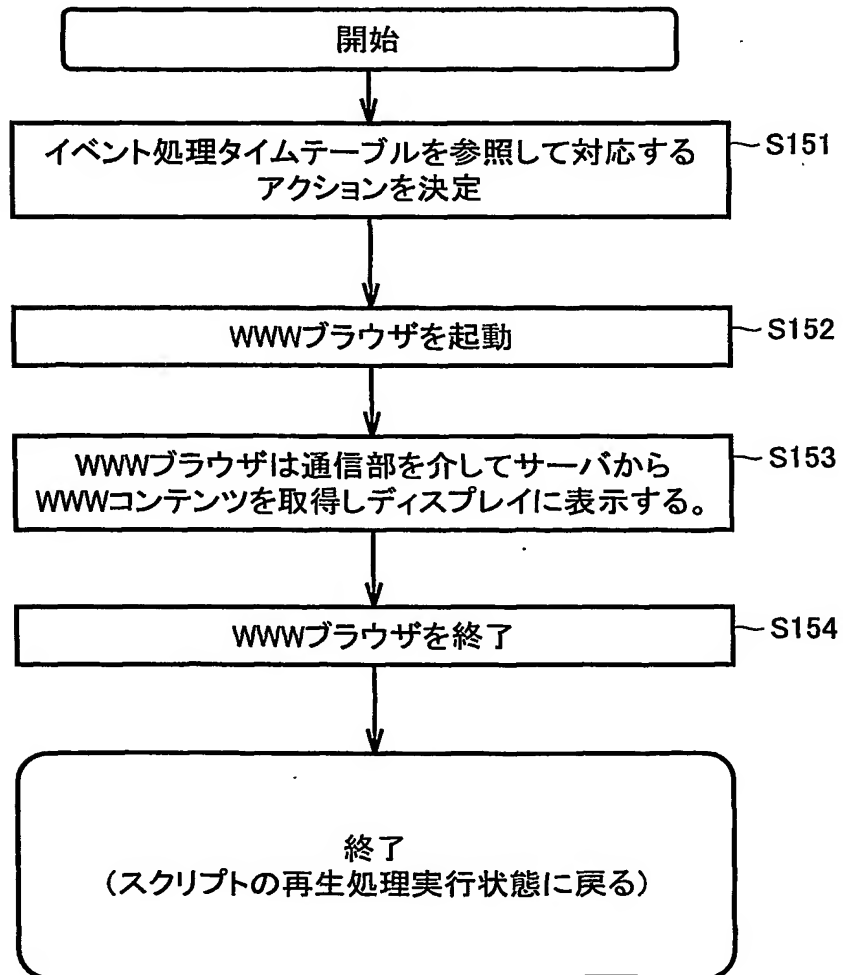 開始
イベント処理タイムテーブルを参照して対応する
アクションを決定
S151
WWWブラウザを起動
S152
WWWブラウザは通信部を介してサーバから
WWWコンテンツを取得しディスプレイに表示する。
S153
WWWブラウザを終了
S154
終了
(スクリプトの再生処理実行状態に戻る)